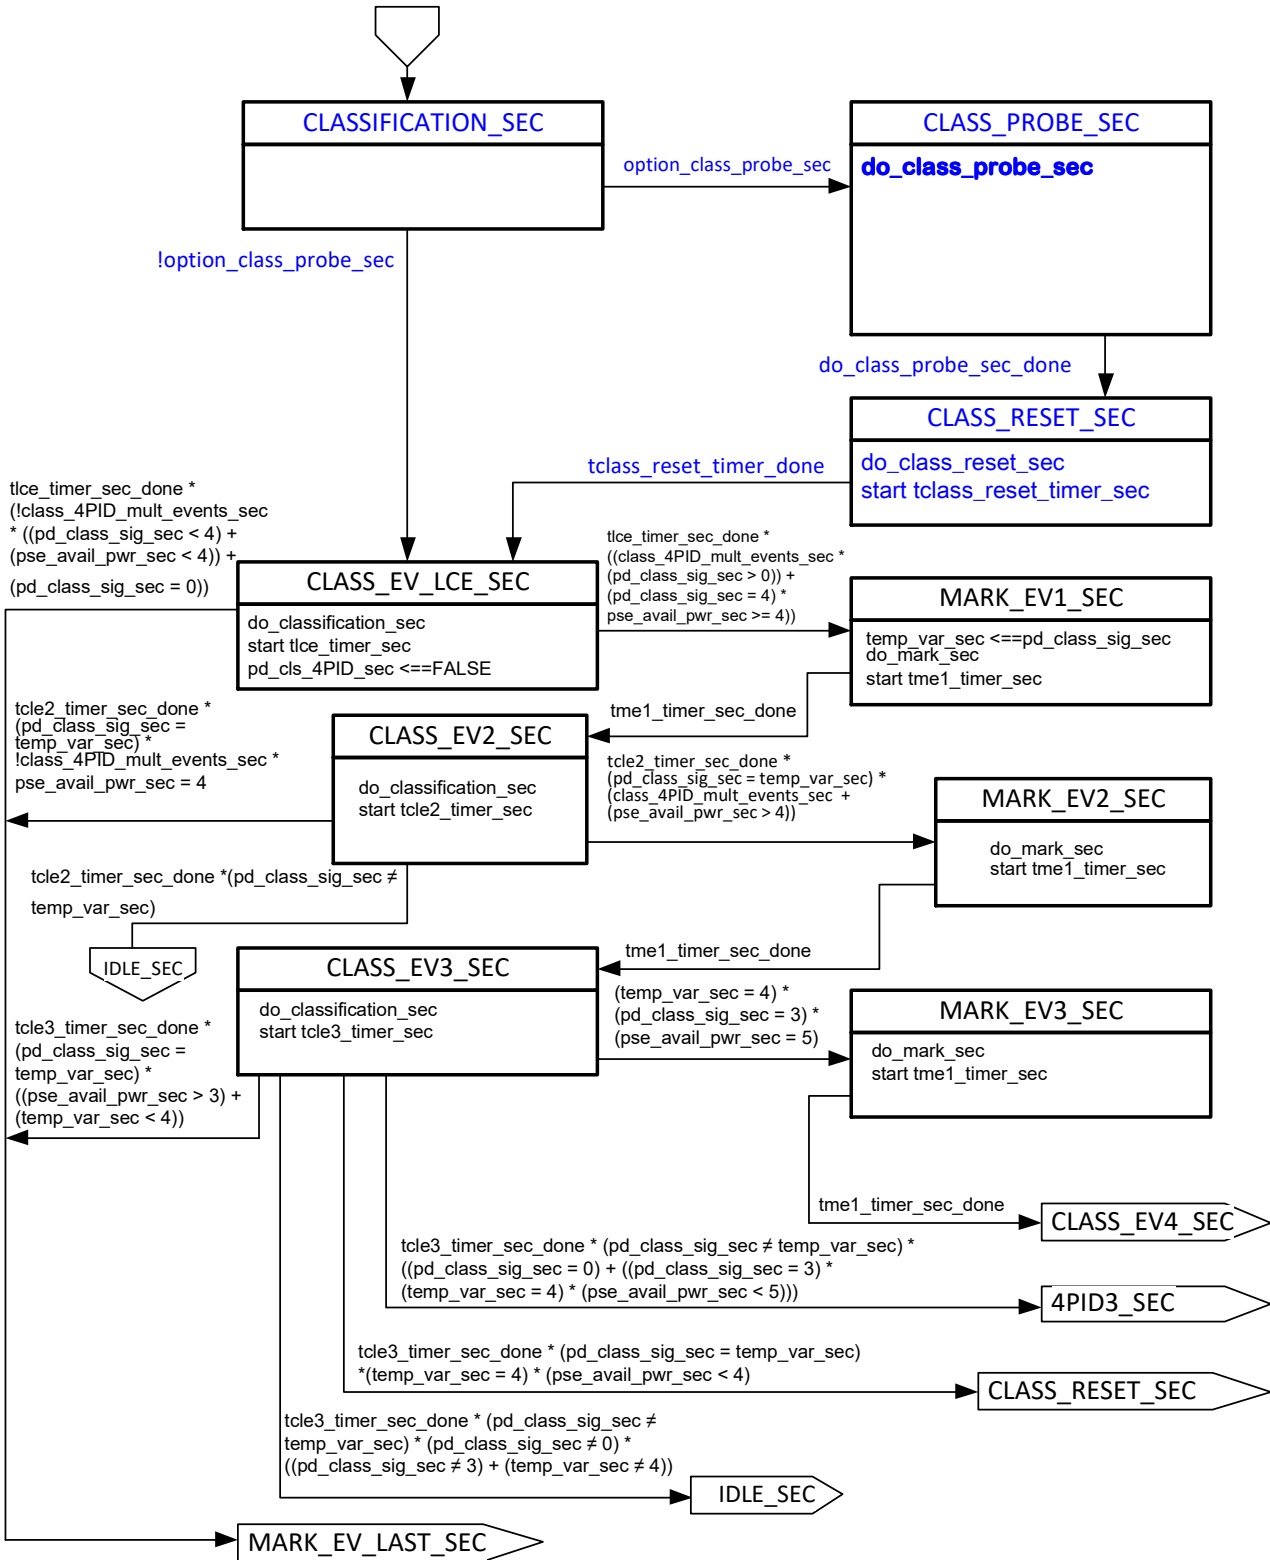 CLASSIFICATION_SEC
CLASS_PROBE_SEC
do_class_probe_sec
option_class_probe_sec
!option_class_probe_sec
do_class_probe_sec_done
CLASS_RESET_SEC
do_class_reset_sec
start tclass_reset_timer_sec
tclass_reset_timer_done
tlce_timer_sec_done *
(!class_4PID_mult_events_sec
* ((pd_class_sig_sec < 4) +
(pse_avail_pwr_sec < 4)) +
(pd_class_sig_sec = 0))
CLASS_EV_LCE_SEC
do_classification_sec
start tlce_timer_sec
pd_cls_4PID_sec <==FALSE
tlce_timer_sec_done *
((class_4PID_mult_events_sec *
(pd_class_sig_sec > 0)) +
(pd_class_sig_sec = 4) *
pse_avail_pwr_sec >= 4))
MARK_EV1_SEC
temp_var_sec <==pd_class_sig_sec
do_mark_sec
start tme1_timer_sec
tme1_timer_sec_done
tcle2_timer_sec_done *
(pd_class_sig_sec =
temp_var_sec) *
!class_4PID_mult_events_sec *
pse_avail_pwr_sec = 4
CLASS_EV2_SEC
do_classification_sec
start tcle2_timer_sec
tcle2_timer_sec_done *
(pd_class_sig_sec = temp_var_sec) *
(class_4PID_mult_events_sec +
(pse_avail_pwr_sec > 4))
MARK_EV2_SEC
do_mark_sec
start tme1_timer_sec
tcle2_timer_sec_done *(pd_class_sig_sec ≠
temp_var_sec)
IDLE_SEC
tme1_timer_sec_done
CLASS_EV3_SEC
do_classification_sec
start tcle3_timer_sec
(temp_var_sec = 4) *
(pd_class_sig_sec = 3) *
(pse_avail_pwr_sec = 5)
MARK_EV3_SEC
do_mark_sec
start tme1_timer_sec
tcle3_timer_sec_done *
(pd_class_sig_sec =
temp_var_sec) *
((pse_avail_pwr_sec > 3) +
(temp_var_sec < 4))
tme1_timer_sec_done
CLASS_EV4_SEC
tcle3_timer_sec_done * (pd_class_sig_sec ≠ temp_var_sec) *
((pd_class_sig_sec = 0) + ((pd_class_sig_sec = 3) *
(temp_var_sec = 4) * (pse_avail_pwr_sec < 5)))
4PID3_SEC
tcle3_timer_sec_done * (pd_class_sig_sec = temp_var_sec)
*(temp_var_sec = 4) * (pse_avail_pwr_sec < 4)
CLASS_RESET_SEC
tcle3_timer_sec_done * (pd_class_sig_sec ≠
temp_var_sec) * (pd_class_sig_sec ≠ 0) *
((pd_class_sig_sec ≠ 3) + (temp_var_sec ≠ 4))
IDLE_SEC
MARK_EV_LAST_SEC